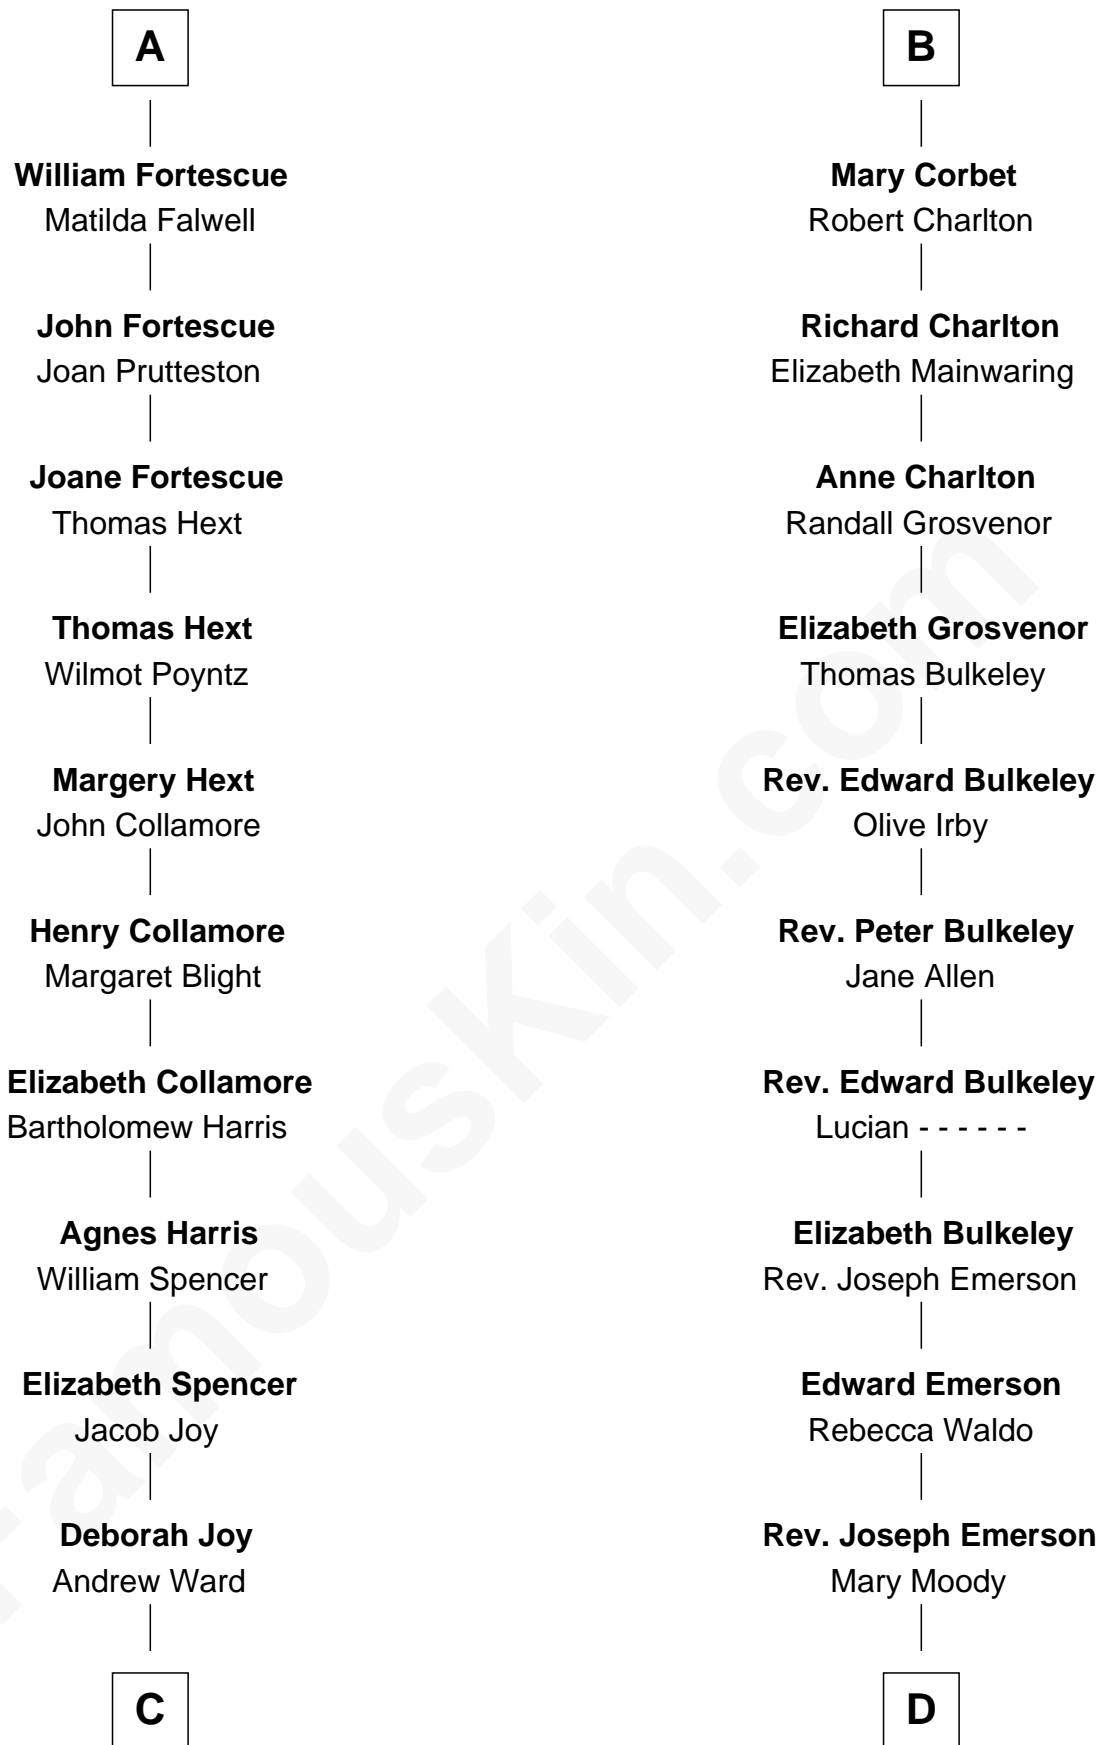 A
William Fortescue
Matilda Falwell
John Fortescue
Joan Prutteston
Joane Fortescue
Thomas Hext
Thomas Hext
Wilmot Poyntz
Margery Hext
John Collamore
Henry Collamore
Margaret Blight
Elizabeth Collamore
Bartholomew Harris
Agnes Harris
William Spencer
Elizabeth Spencer
Jacob Joy
Deborah Joy
Andrew Ward
C
B
Mary Corbet
Robert Charlton
Richard Charlton
Elizabeth Mainwaring
Anne Charlton
Randall Grosvenor
Elizabeth Grosvenor
Thomas Bulkeley
Rev. Edward Bulkeley
Olive Irby
Rev. Peter Bulkeley
Jane Allen
Rev. Edward Bulkeley
Lucian - - - - - -
Elizabeth Bulkeley
Rev. Joseph Emerson
Edward Emerson
Rebecca Waldo
Rev. Joseph Emerson
Mary Moody
D
FamousKin.com